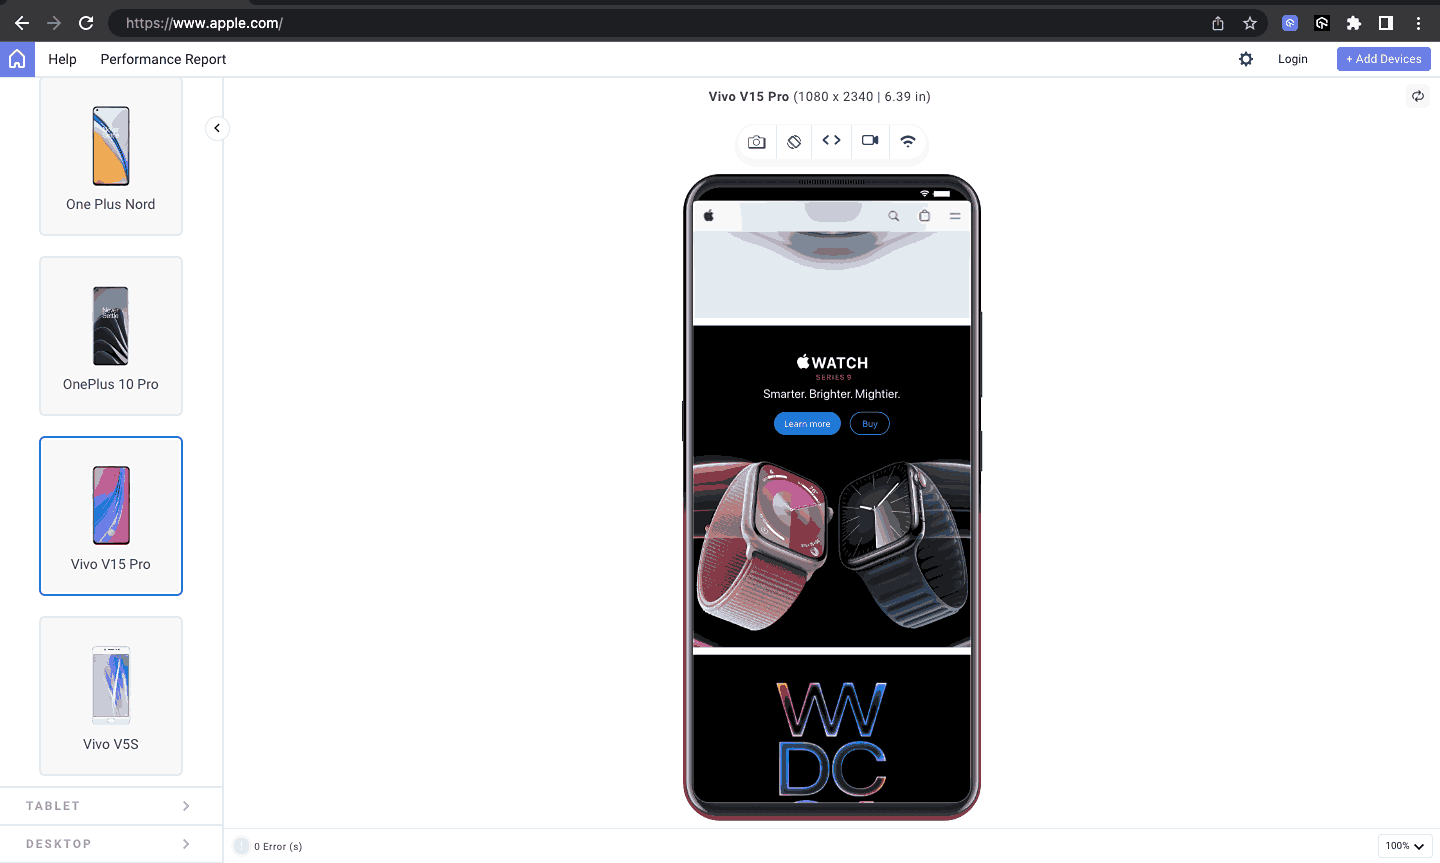 https://www.apple.com/
Help
Performance Report
Login
+ Add Devices
One Plus Nord
Never
Settle
OnePlus 10 Pro
Vivo V15 Pro
Vivo V5S
TABLET
DESKTOP
Vivo V15 Pro (1080 x 2340 | 6.39 in)
WATCH
SERIES 9
Smarter. Brighter. Mightier.
Learn more
Buy
WW
DC
0 Error (s)
100%